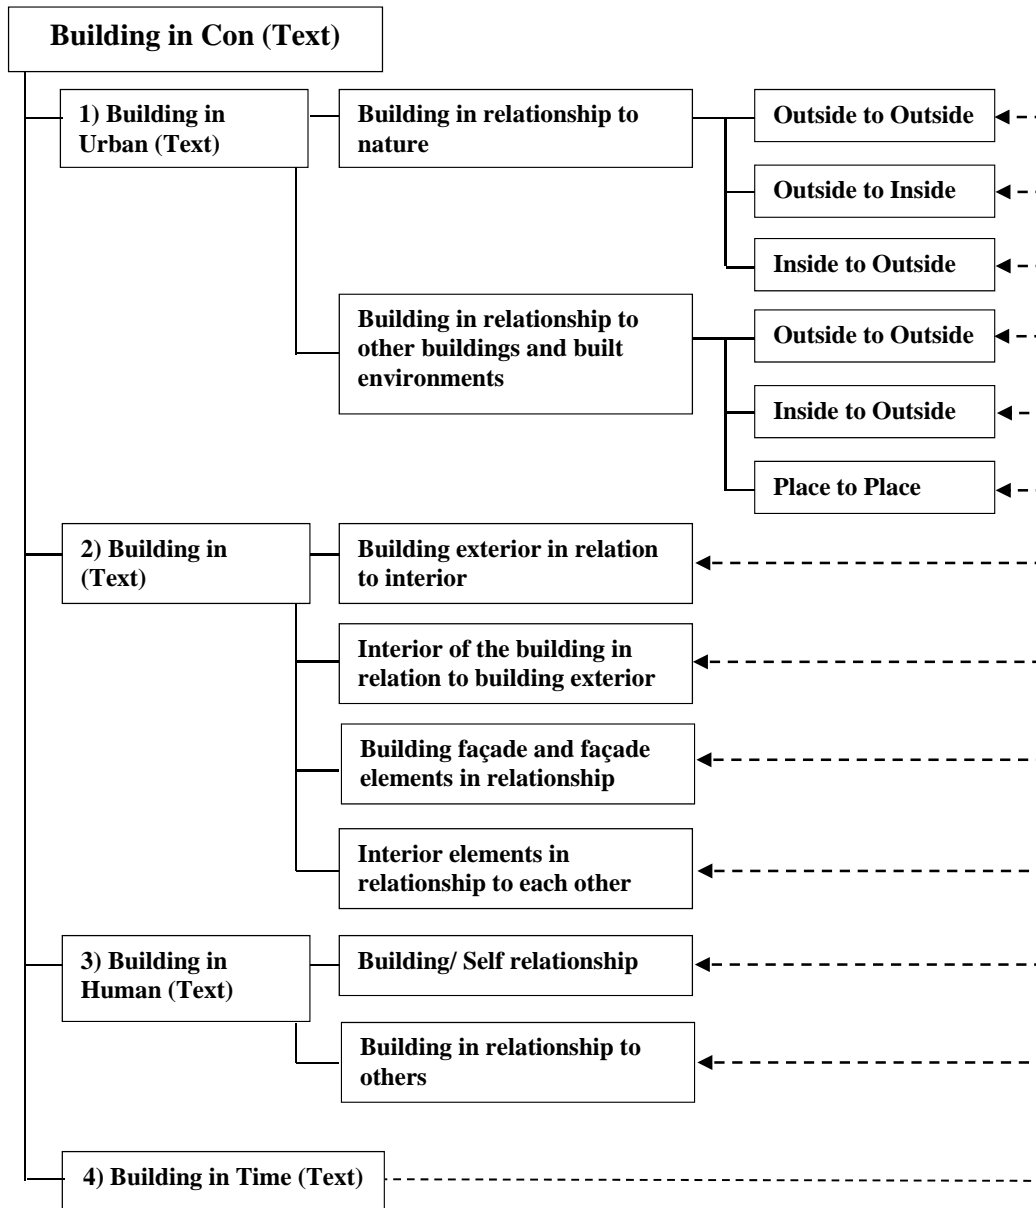 Building in Con (Text)
1) Building in
Urban (Text)
Building in relationship to
nature
Outside to Outside
Outside to Inside
Inside to Outside
Building in relationship to
other buildings and built
environments
Outside to Outside
Inside to Outside
Place to Place
2) Building in
(Text)
Building exterior in relation
to interior
Interior of the building in
relation to building exterior
Building façade and façade
elements in relationship
Interior elements in
relationship to each other
3) Building in
Human (Text)
Building/ Self relationship
Building in relationship to
others
4) Building in Time (Text)